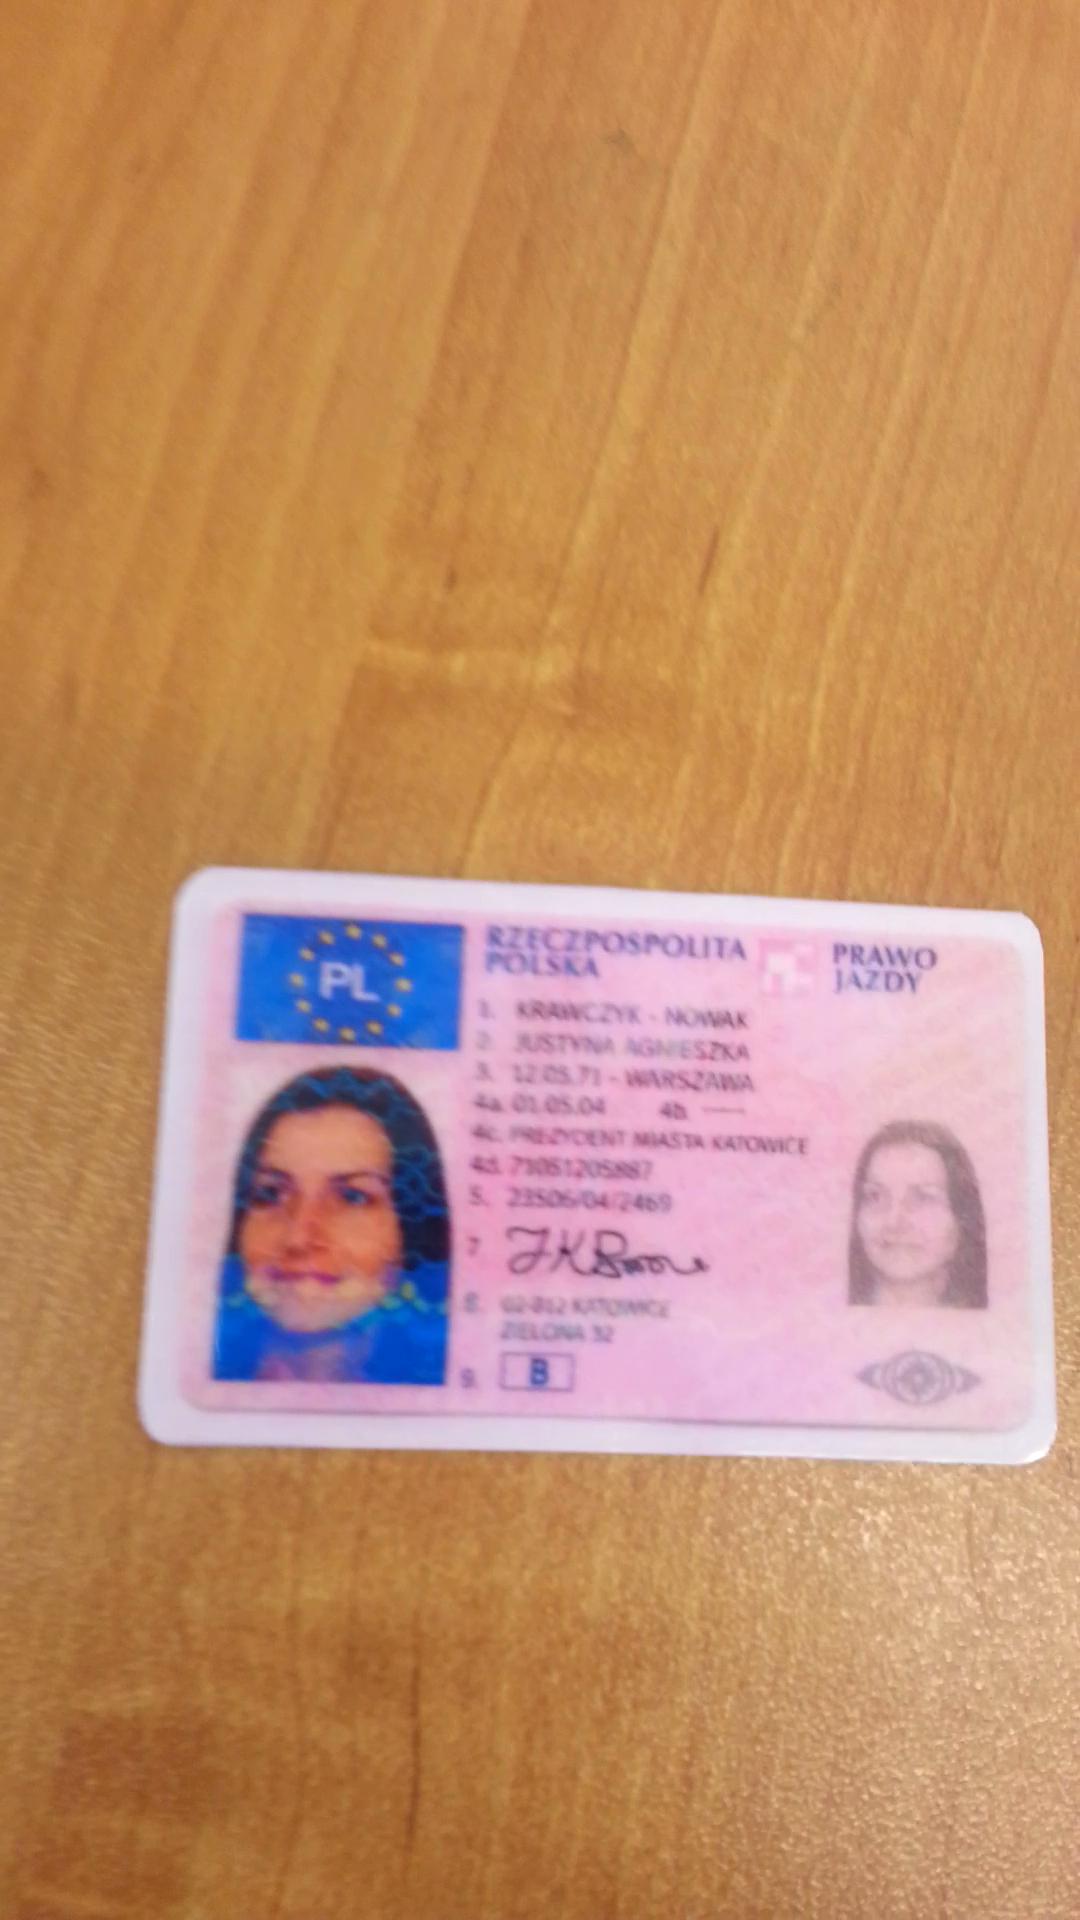 PL
RZECZPOSPOLITA POLSKA
PRAWO JAZDY
1. KRAWCZYK - NOWAK
2. JUSTYNA AGNIESZKA
3. 12.05.71 - WARSZAWA
4a. 01.05.04 4b. ——
4c. PREZYDENT MIASTA KATOWICE
4d. 71051205887
5. 23506/04/2469
7
8. 02-812 KATOWICE
ZIELONA 32
9. B